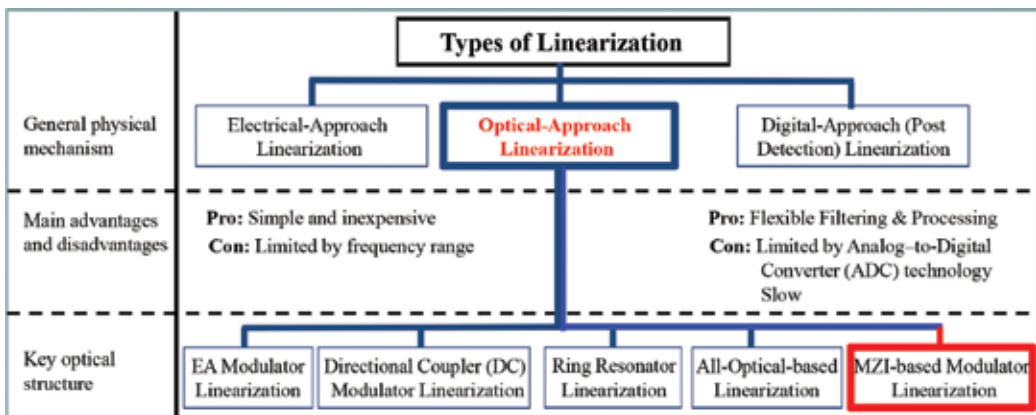 Types of Linearization
General physical
mechanism
Electrical-Approach
Linearization
Optical-Approach
Linearization
Digital-Approach (Post
Detection) Linearization
Main advantages
and disadvantages
Pro: Simple and inexpensive
Con: Limited by frequency range
Pro: Flexible Filtering & Processing
Con: Limited by Analog–to-Digital
Converter (ADC) technology
Slow
Key optical
structure
EA Modulator
Linearization
Directional Coupler (DC)
Modulator Linearization
Ring Resonator
Linearization
All-Optical-based
Linearization
MZI-based Modulator
Linearization